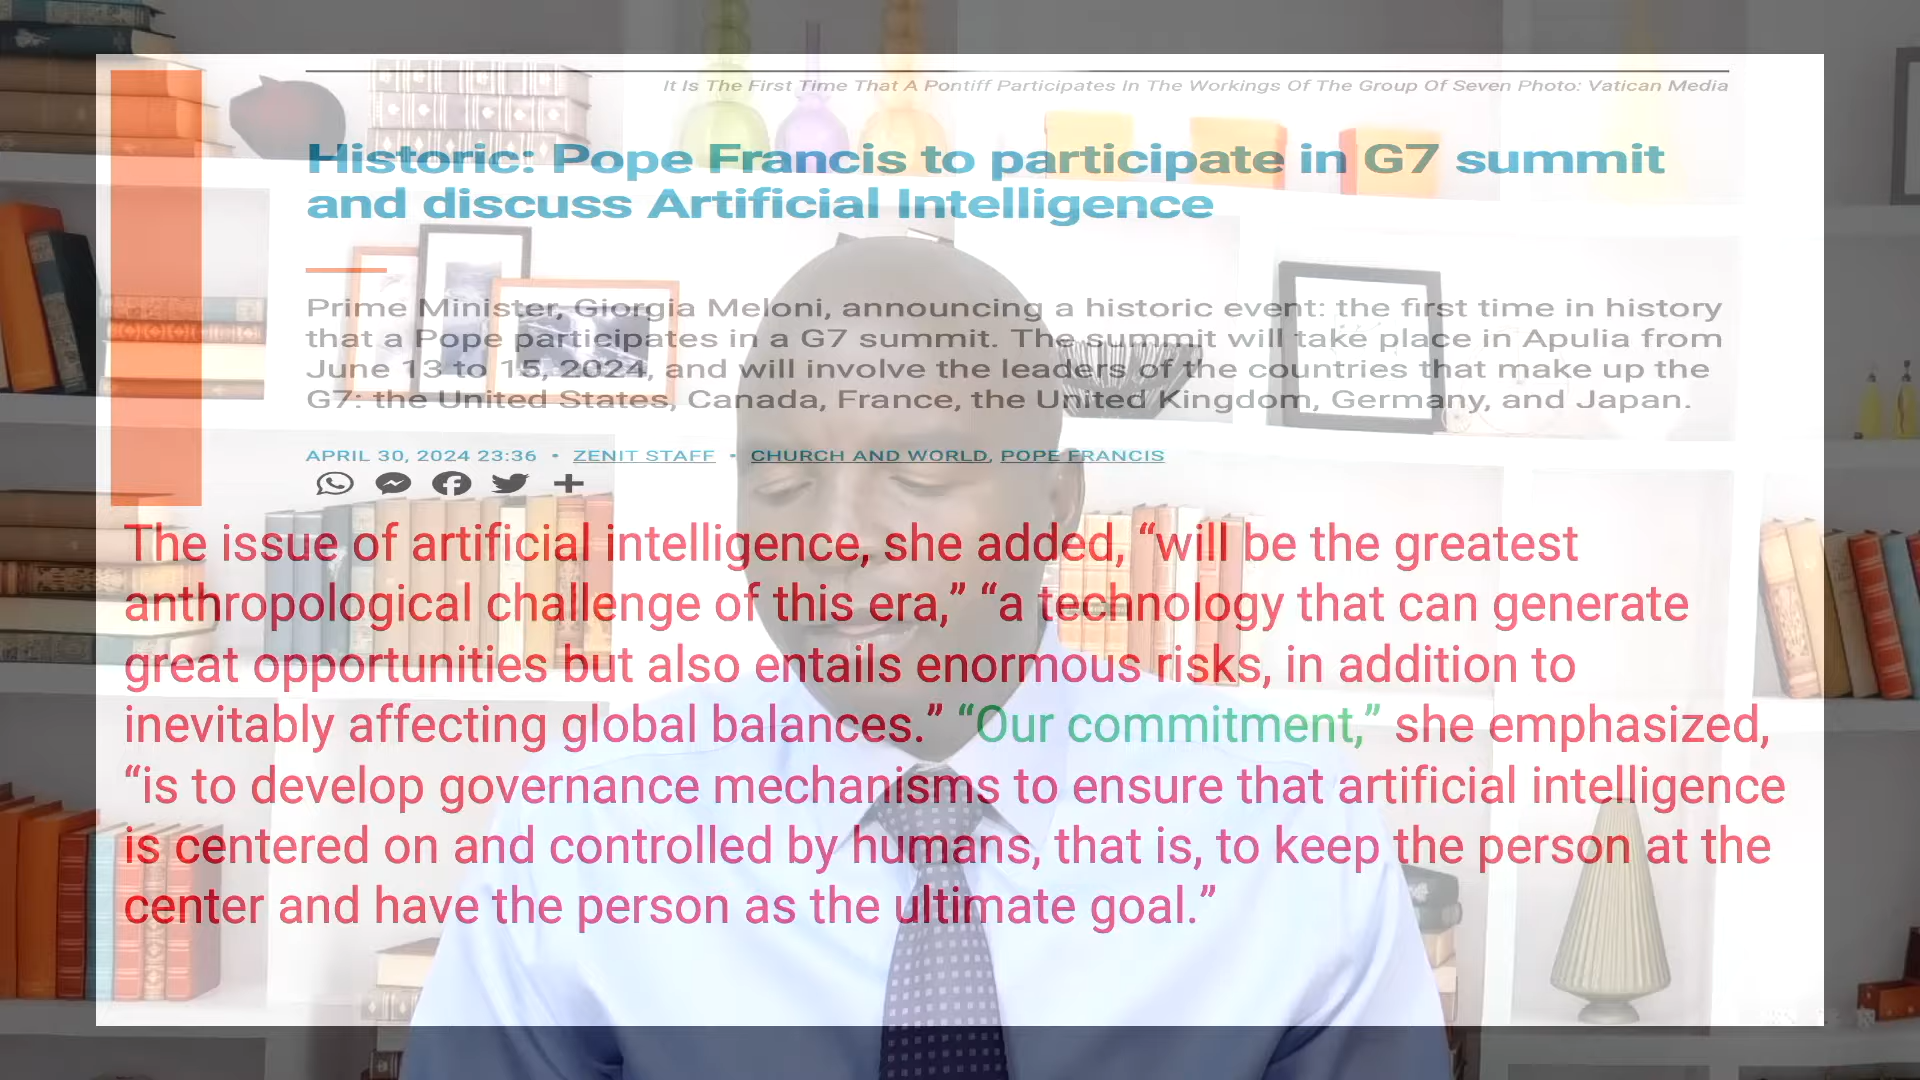 It Is The First Time That A Pontiff Participates In The Workings Of The Group Of Seven Photo: Vatican Media
Historic: Pope Francis to participate in G7 summit
and discuss Artificial Intelligence
Prime Minister, Giorgia Meloni, announcing a historic event: the first time in history
that a Pope participates in a G7 summit. The summit will take place in Apulia from
June 13 to 15, 2024, and will involve the leaders of the countries that make up the
G7: the United States, Canada, France, the United Kingdom, Germany, and Japan.
APRIL 30, 2024 23:36 • ZENIT STAFF • CHURCH AND WORLD, POPE FRANCIS
The issue of artificial intelligence, she added, “will be the greatest
anthropological challenge of this era,” “a technology that can generate
great opportunities but also entails enormous risks, in addition to
inevitably affecting global balances.” “Our commitment,” she emphasized,
“is to develop governance mechanisms to ensure that artificial intelligence
is centered on and controlled by humans, that is, to keep the person at the
center and have the person as the ultimate goal.”